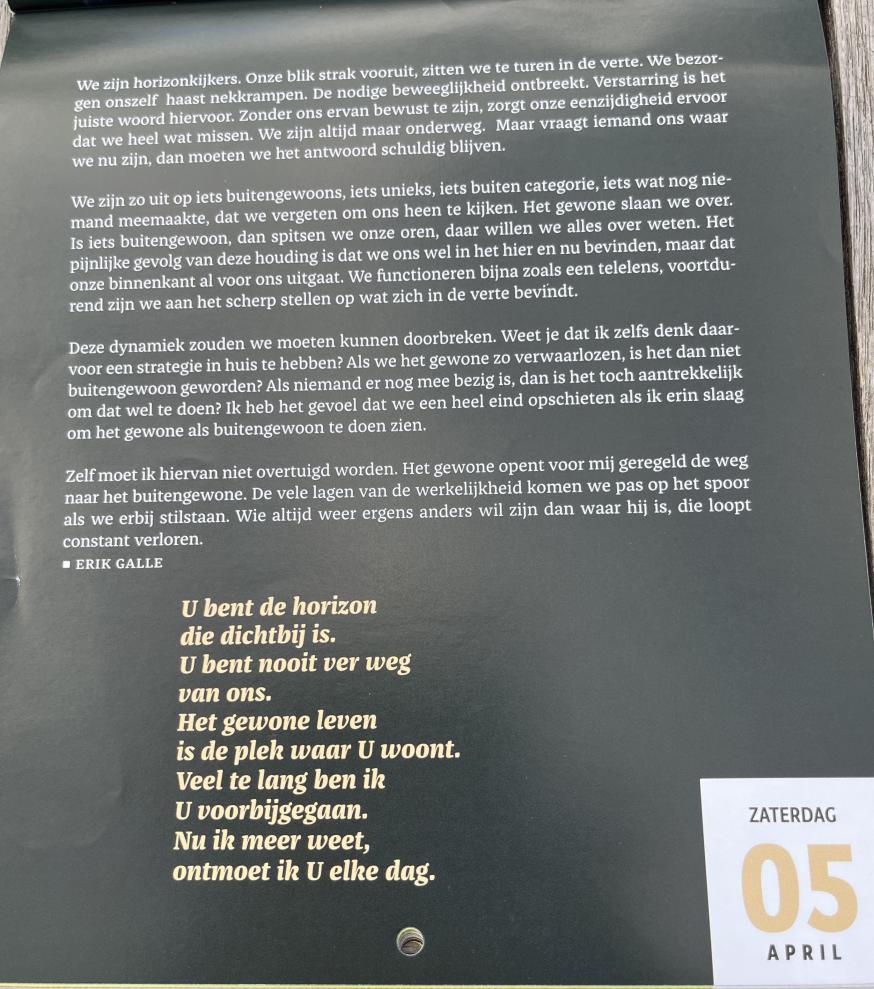 We zijn horizonkijkers. Onze blik strak vooruit, zitten we te turen in de verte. We bezor-
gen onszelf haast nekkrampen. De nodige beweeglijkheid ontbreekt. Verstarring is het
juiste woord hiervoor. Zonder ons ervan bewust te zijn, zorgt onze eenzijdigheid ervoor
dat we heel wat missen. We zijn altijd maar onderweg. Maar vraagt iemand ons waar
we nu zijn, dan moeten we het antwoord schuldig blijven.
We zijn zo uit op iets buitengewoons, iets unieks, iets buiten categorie, iets wat nog nie-
mand meemaakte, dat we vergeten om ons heen te kijken. Het gewone slaan we over.
Is iets buitengewoon, dan spitsen we onze oren, daar willen we alles over weten. Het
pijnlijke gevolg van deze houding is dat we ons wel in het hier en nu bevinden, maar dat
onze binnenkant al voor ons uitgaat. We functioneren bijna zoals een telelens, voortdu-
rend zijn we aan het scherp stellen op wat zich in de verte bevindt.
Deze dynamiek zouden we moeten kunnen doorbreken. Weet je dat ik zelfs denk daar-
voor een strategie in huis te hebben? Als we het gewone zo verwaarlozen, is het dan niet
buitengewoon geworden? Als niemand er nog mee bezig is, dan is het toch aantrekkelijk
om dat wel te doen? Ik heb het gevoel dat we een heel eind opschieten als ik erin slaag
om het gewone als buitengewoon te doen zien.
Zelf moet ik hiervan niet overtuigd worden. Het gewone opent voor mij geregeld de weg
naar het buitengewone. De vele lagen van de werkelijkheid komen we pas op het spoor
als we erbij stilstaan. Wie altijd weer ergens anders wil zijn dan waar hij is, die loopt
constant verloren.
■ ERIK GALLE
U bent de horizon
die dichtbij is.
U bent nooit ver weg
van ons.
Het gewone leven
is de plek waar U woont.
Veel te lang ben ik
U voorbijgegaan.
Nu ik meer weet,
ontmoet ik U elke dag.
ZATERDAG
05
APRIL